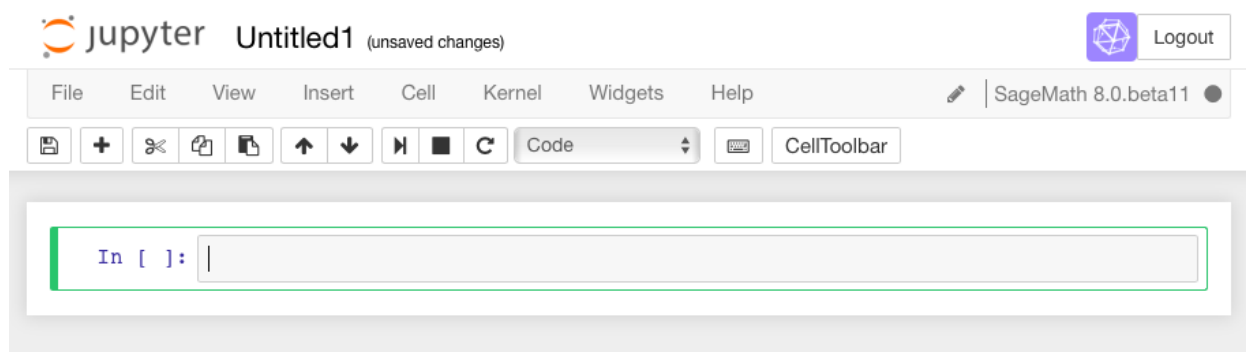 jupyter Untitled1 (unsaved changes) Logout
File Edit View Insert Cell Kernel Widgets Help SageMath 8.0.beta11
Code CellToolbar
In [ ]: